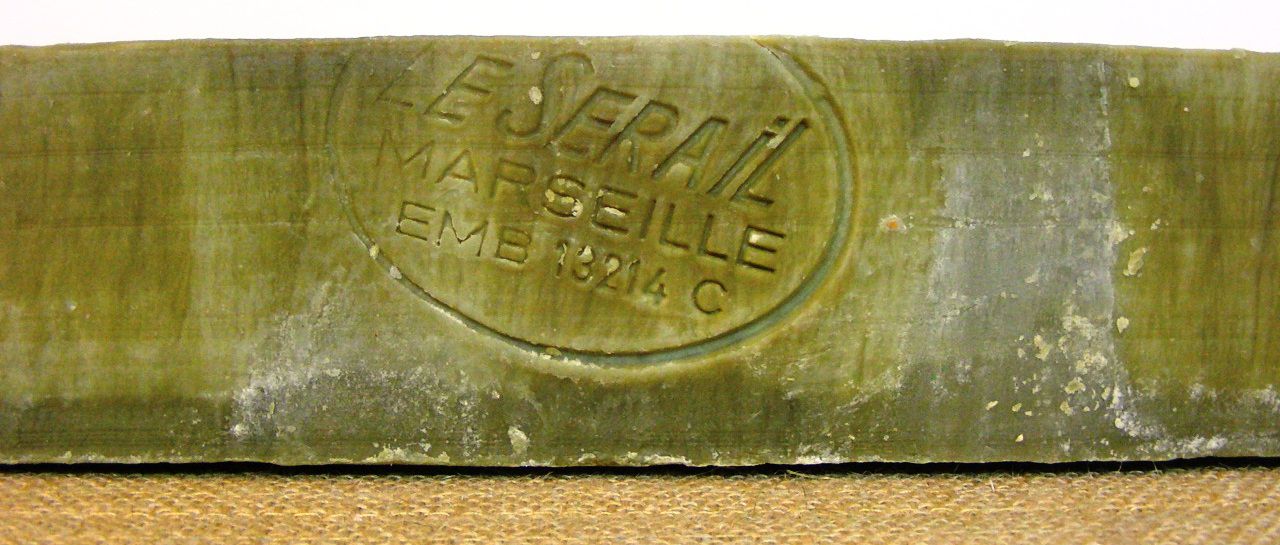 LE SERAIL
MARSEILLE
EMB 13214 C